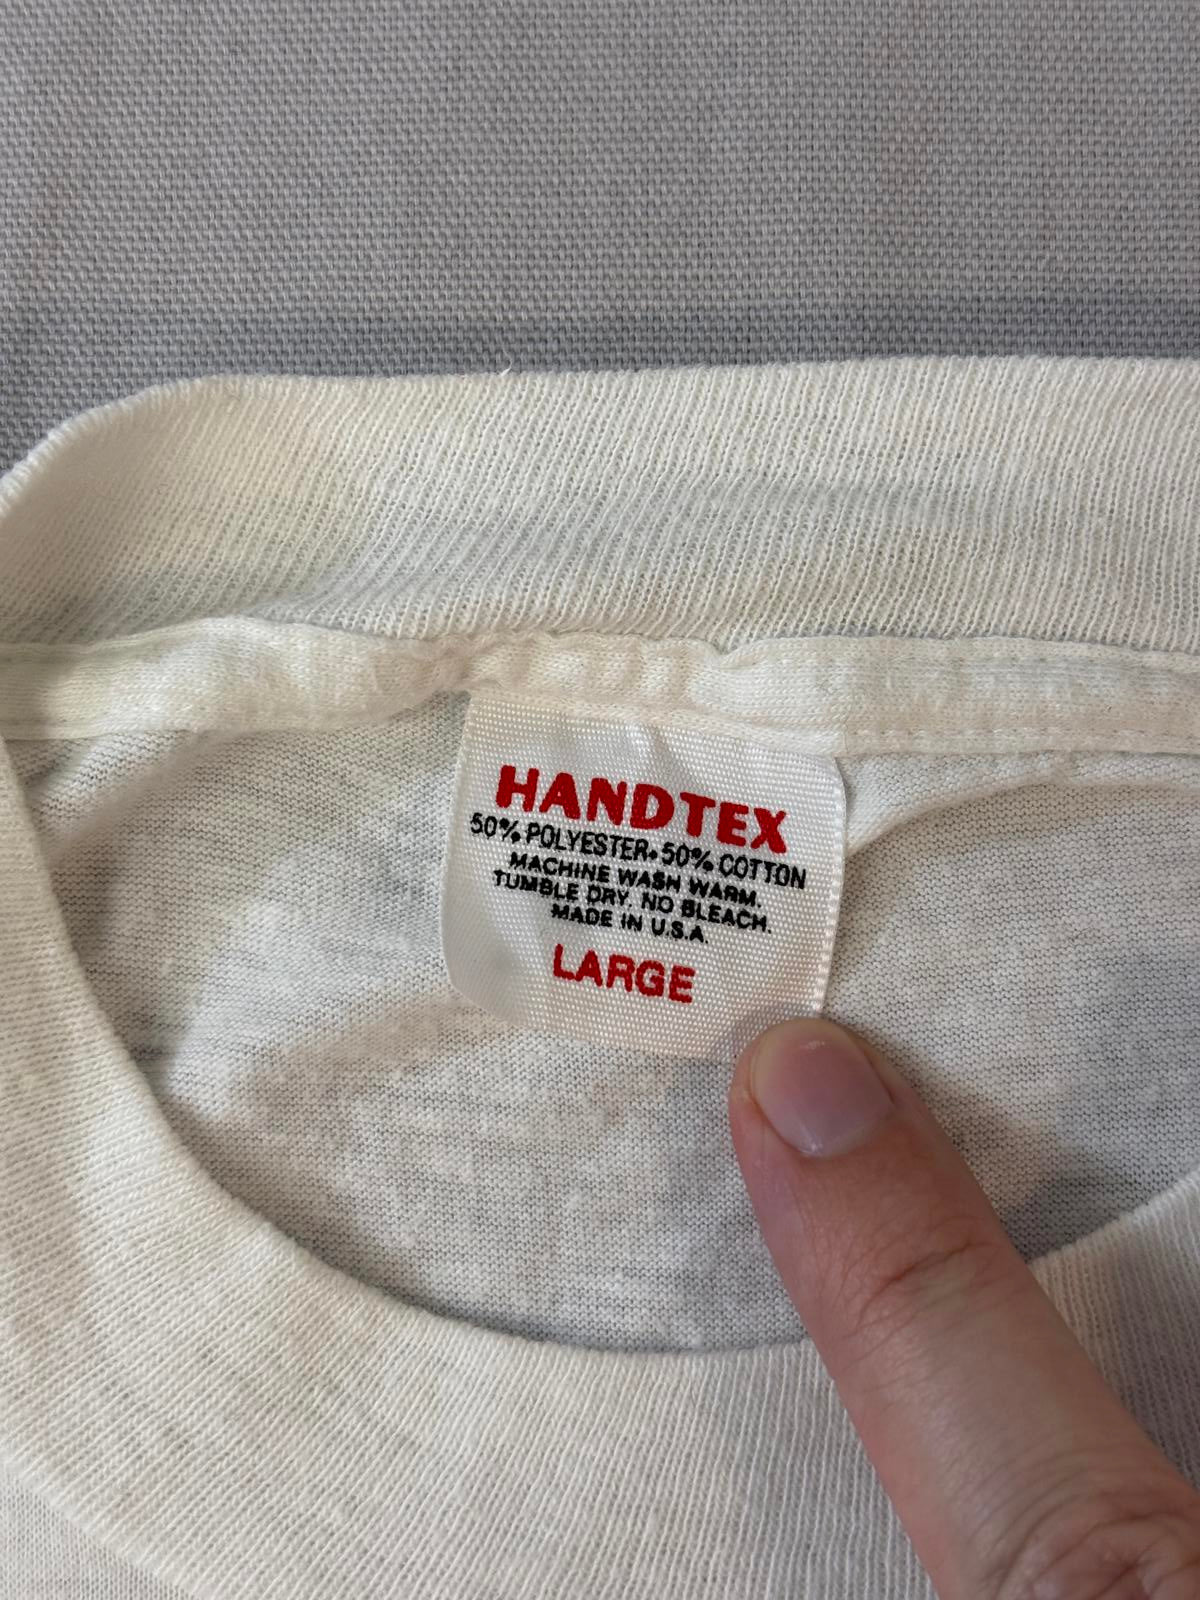 HANDTEX
50% POLYESTER • 50% COTTON
MACHINE WASH WARM.
TUMBLE DRY. NO BLEACH.
MADE IN U.S.A.
LARGE